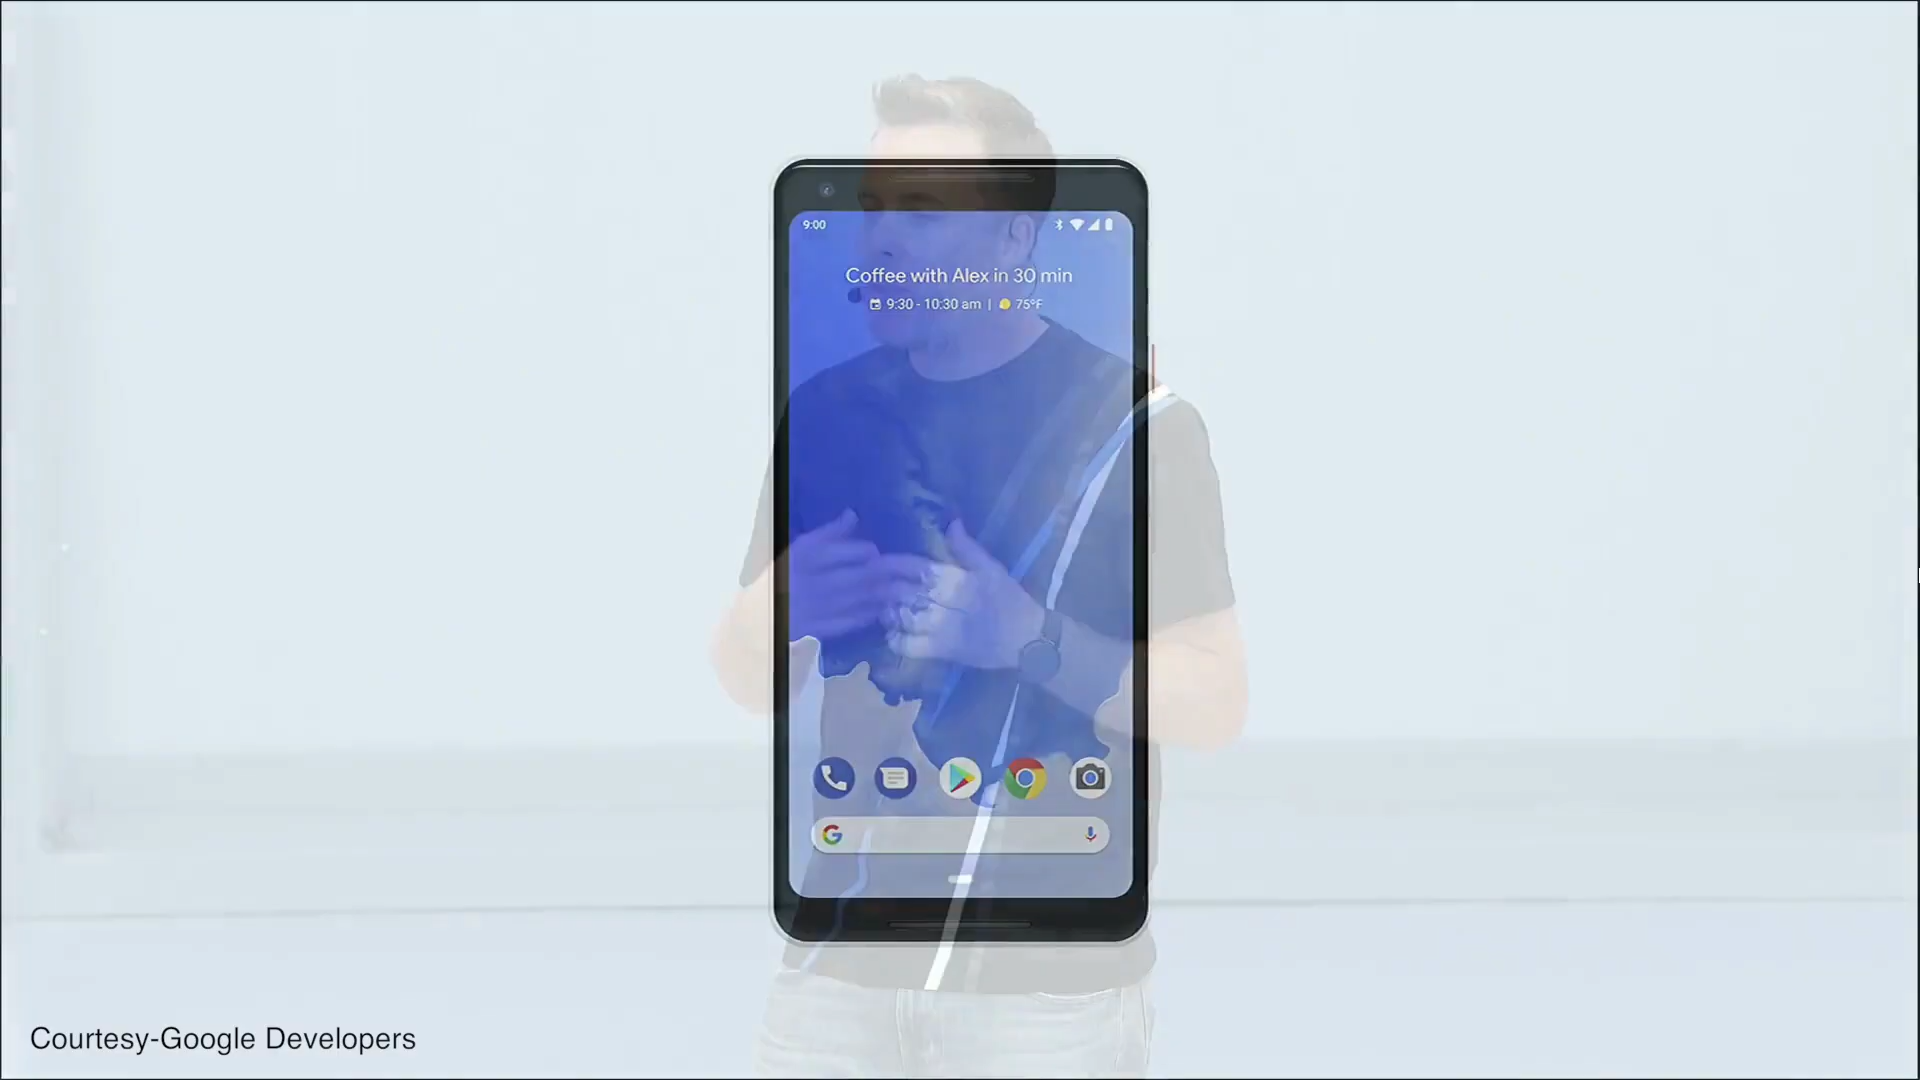 9:00
Coffee with Alex in 30 min
9:30 - 10:30 am | 75°F
G
Courtesy-Google Developers